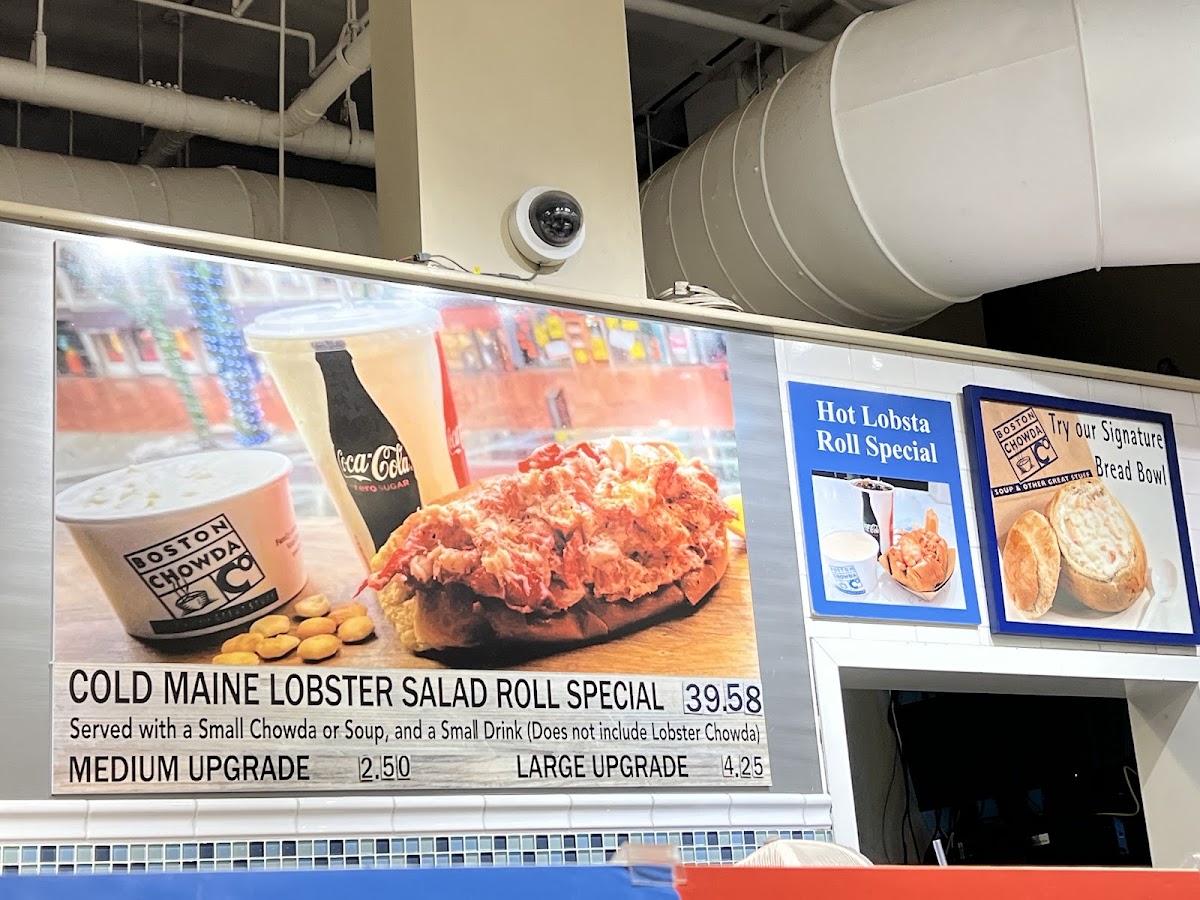 Coca-Cola
ZERO SUGAR
BOSTON
CHOWDA
Co
COLD MAINE LOBSTER SALAD ROLL SPECIAL 39.58
Served with a Small Chowda or Soup, and a Small Drink (Does not include Lobster Chowda)
MEDIUM UPGRADE 2.50 LARGE UPGRADE 4.25
Hot Lobsta
Roll Special
BOSTON
CHOWDA
BOSTON
CHOWDA
Co
SOUP & OTHER GREAT STUFF
Try our Signature
Bread Bowl